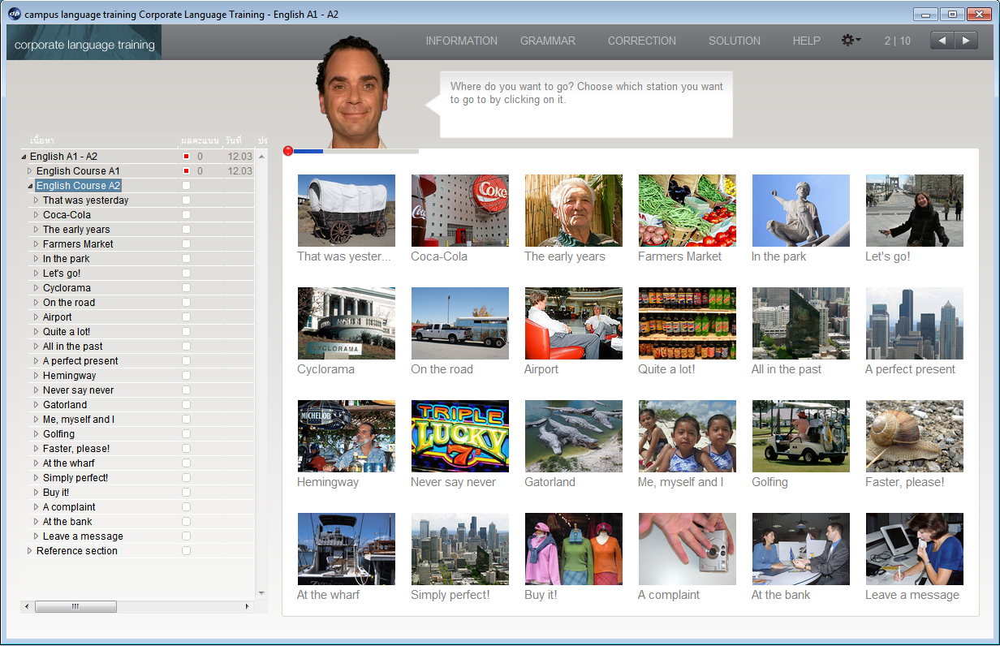 campus language training Corporate Language Training - English A1 - A2
corporate language training
INFORMATION GRAMMAR CORRECTION SOLUTION HELP 2 | 10
Where do you want to go? Choose which station you want
to go to by clicking on it.
เนื้อหา ผลคะแนน วันที่ ปร
English A1 - A2 0 12.03
English Course A1 0 12.03
English Course A2
That was yesterday
Coca-Cola
The early years
Farmers Market
In the park
Let's go!
Cyclorama
On the road
Airport
Quite a lot!
All in the past
A perfect present
Hemingway
Never say never
Gatorland
Me, myself and I
Golfing
Faster, please!
At the wharf
Simply perfect!
Buy it!
A complaint
At the bank
Leave a message
Reference section
Coke
That was yester... Coca-Cola The early years Farmers Market In the park Let's go!
CYCLORAMA
Cyclorama On the road Airport Quite a lot! All in the past A perfect present
MICHELOB
TRIPLE
LUCKY
7's
Hemingway Never say never Gatorland Me, myself and I Golfing Faster, please!
At the wharf Simply perfect! Buy it! A complaint At the bank Leave a message